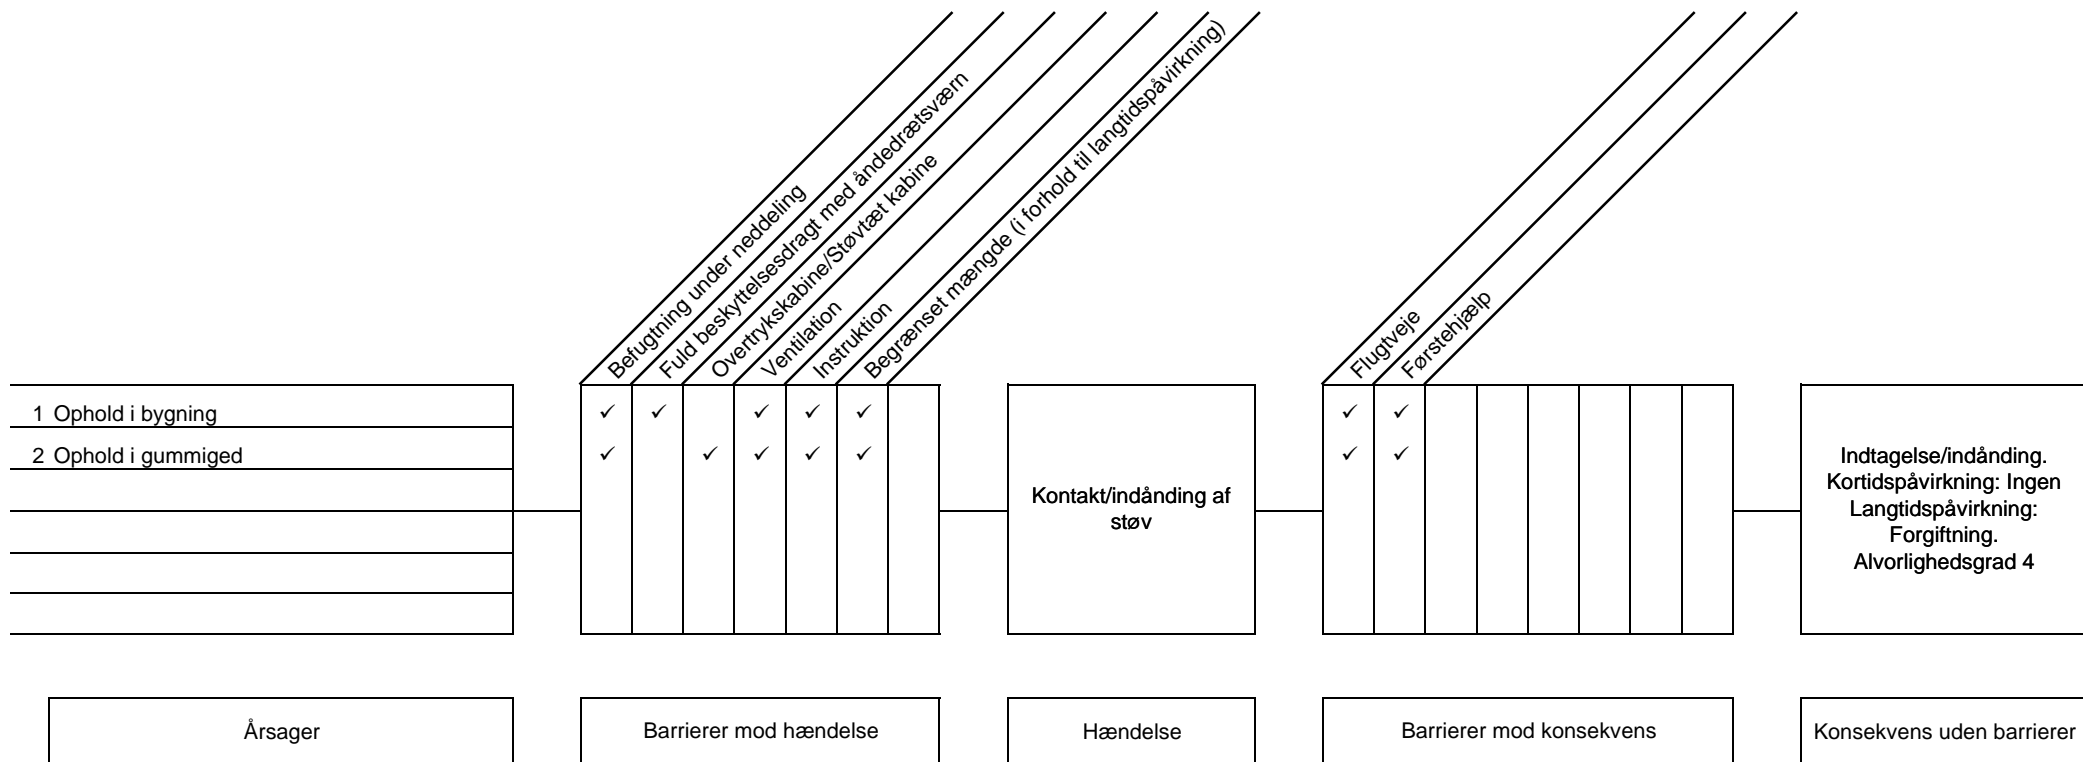 Befugtning under neddeling
Fuld beskyttelsesdragt med åndedrætsværn
Overtrykskabine/Støvtæt kabine
Ventilation
Instruktion
Begrænset mængde (i forhold til langtidspåvirkning)
Flugtveje
Førstehjælp
1 Ophold i bygning
✓ ✓ ✓ ✓ ✓
✓ ✓
2 Ophold i gummiged
✓ ✓ ✓ ✓ ✓
✓ ✓
Kontakt/indånding af
støv
Indtagelse/indånding.
Kortidspåvirkning: Ingen
Langtidspåvirkning:
Forgiftning.
Alvorlighedsgrad 4
Årsager
Barrierer mod hændelse
Hændelse
Barrierer mod konsekvens
Konsekvens uden barrierer